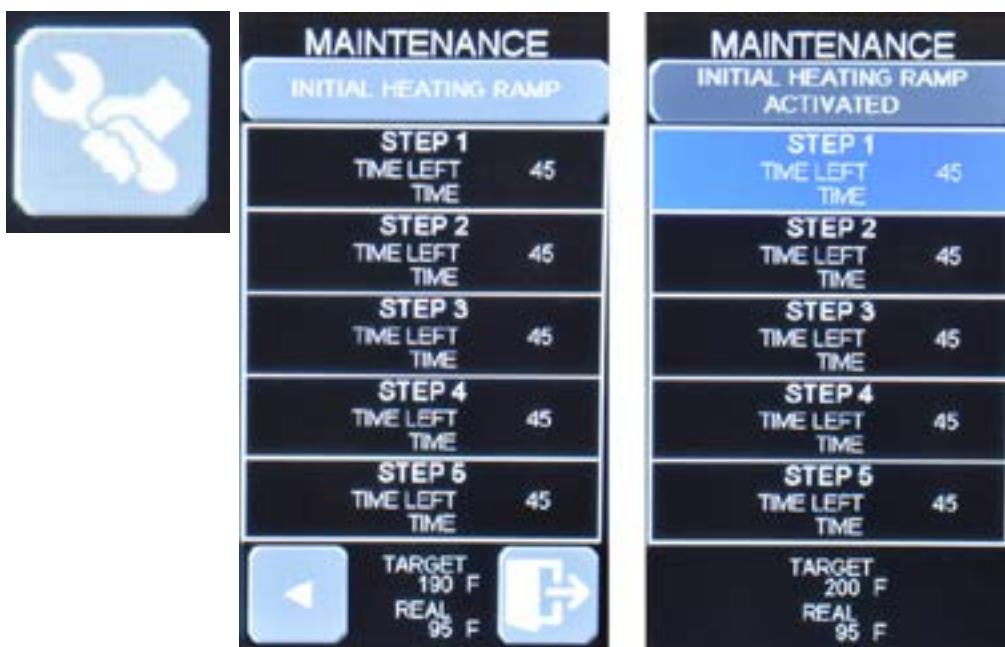 MAINTENANCE
INITIAL HEATING RAMP
STEP 1
TIME LEFT 45
TIME
STEP 2
TIME LEFT 45
TIME
STEP 3
TIME LEFT 45
TIME
STEP 4
TIME LEFT 45
TIME
STEP 5
TIME LEFT 45
TIME
TARGET
190 F
REAL
95 F
MAINTENANCE
INITIAL HEATING RAMP
ACTIVATED
STEP 1
TIME LEFT 45
TIME
STEP 2
TIME LEFT 45
TIME
STEP 3
TIME LEFT 45
TIME
STEP 4
TIME LEFT 45
TIME
STEP 5
TIME LEFT 45
TIME
TARGET
200 F
REAL
95 F